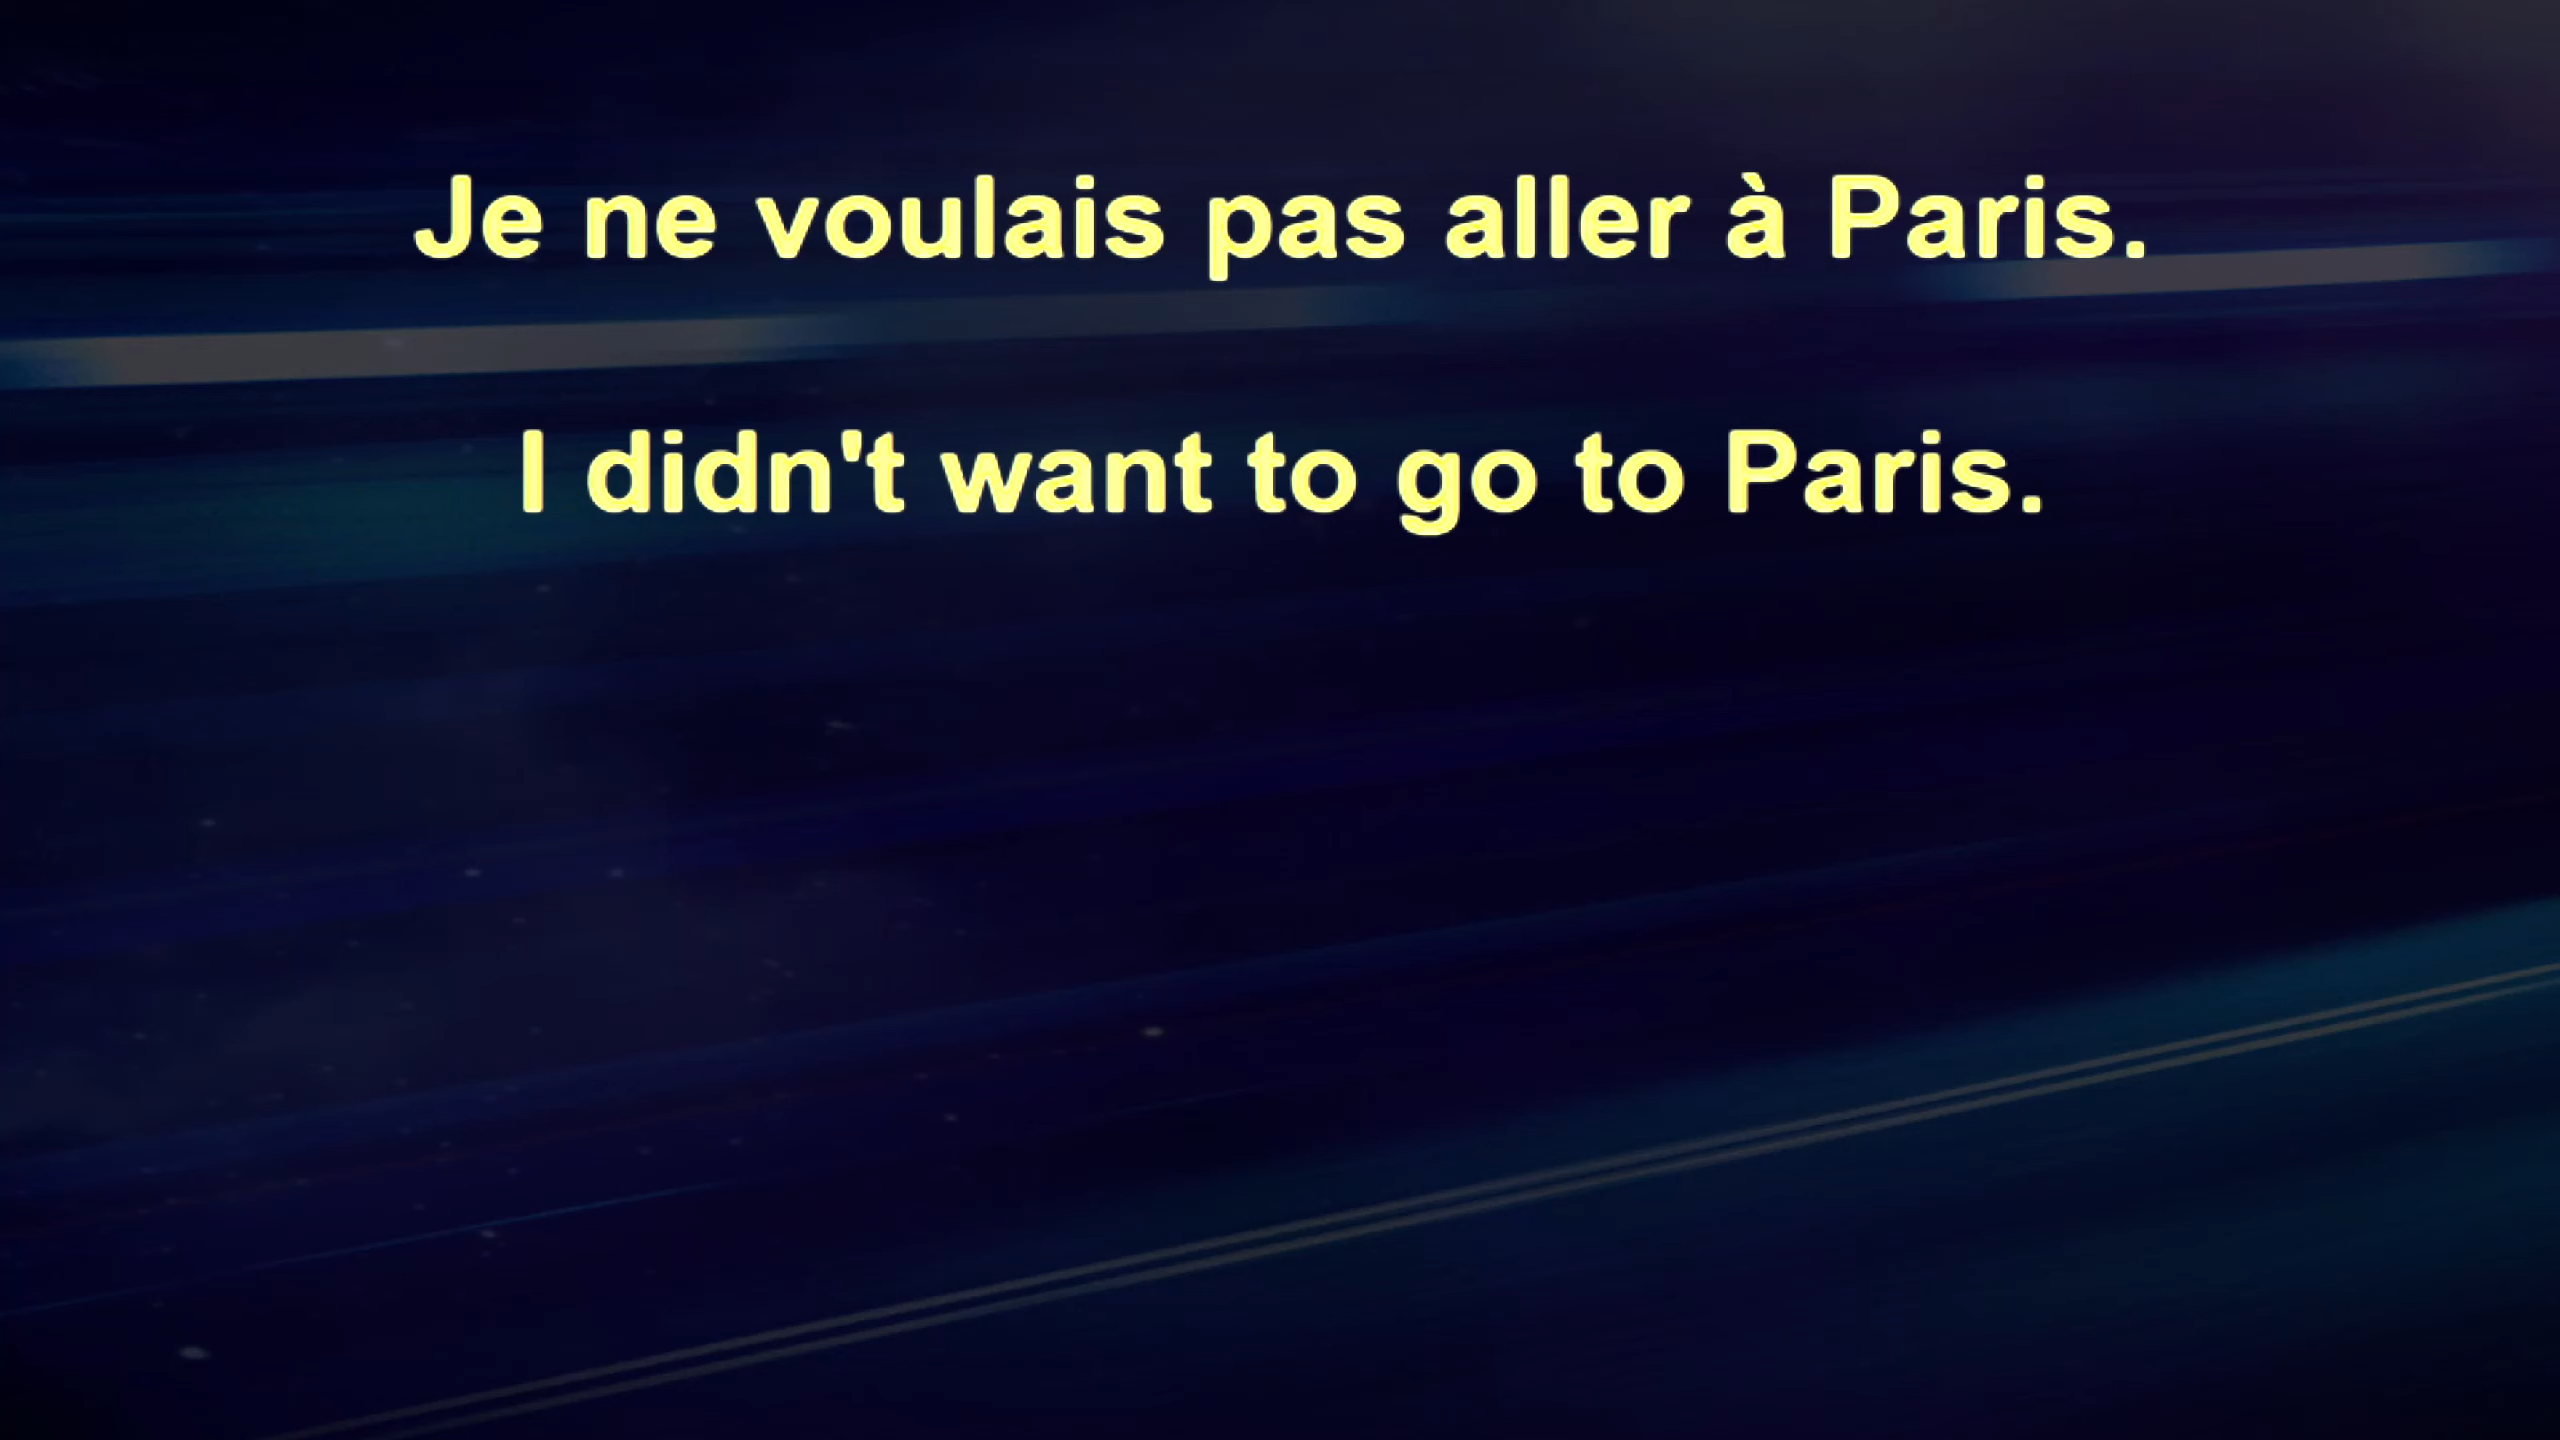 Je ne voulais pas aller à Paris.
I didn't want to go to Paris.